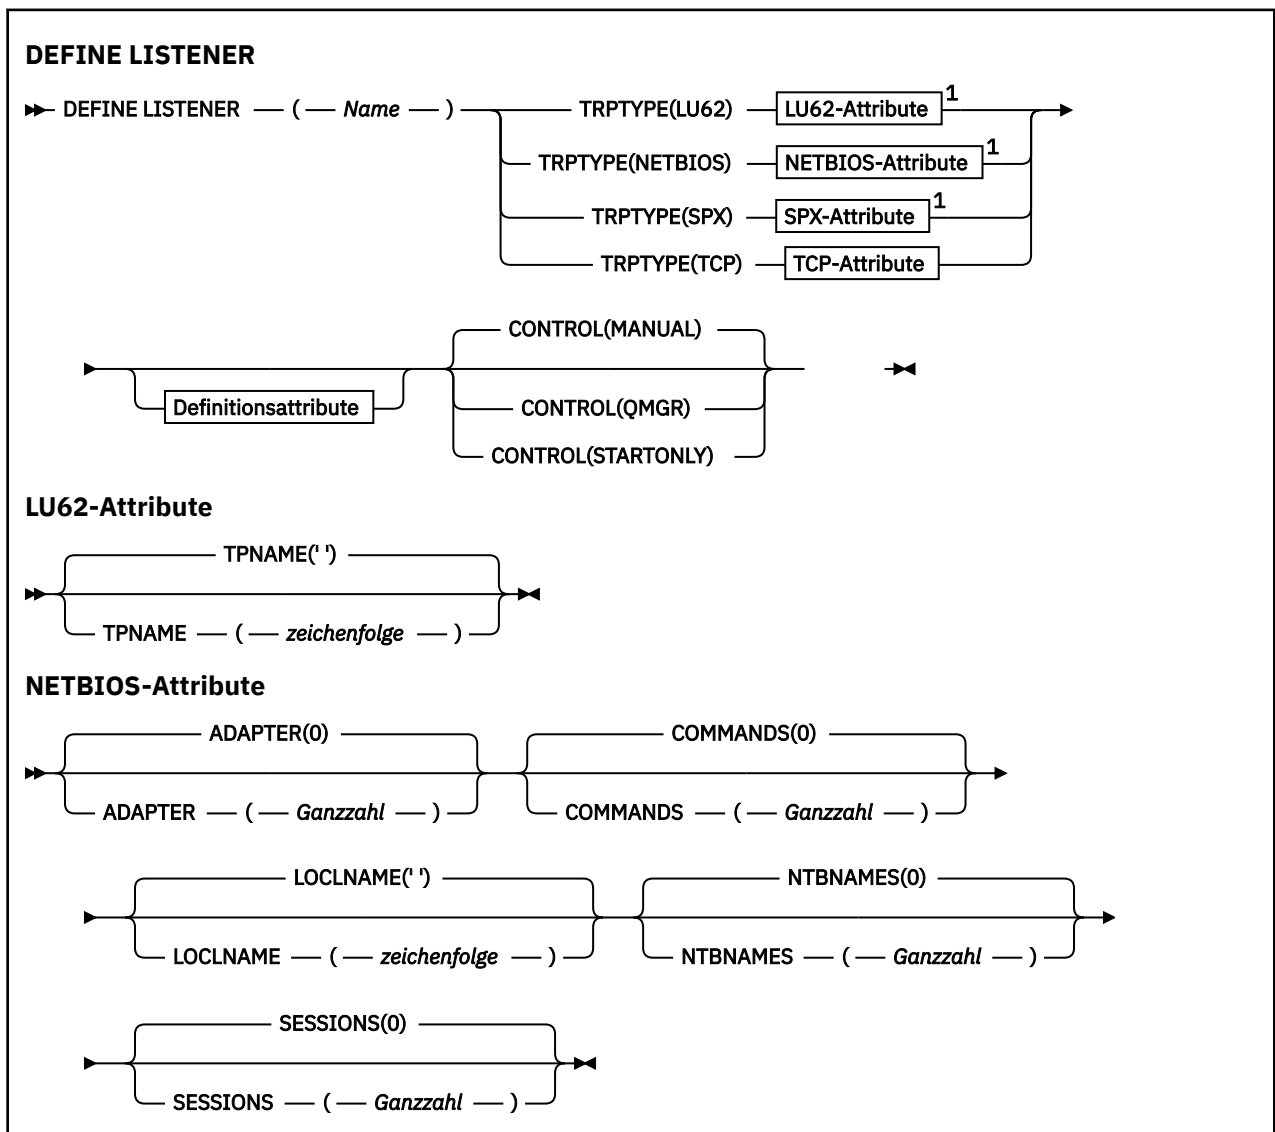 DEFINE LISTENER
DEFINE LISTENER ( Name ) TRPTYPE(LU62) LU62-Attribute 1
TRPTYPE(NETBIOS) NETBIOS-Attribute 1
TRPTYPE(SPX) SPX-Attribute 1
TRPTYPE(TCP) TCP-Attribute
CONTROL(MANUAL)
Definitionsattribute CONTROL(QMGR)
CONTROL(STARTONLY)
LU62-Attribute
TPNAME(' ')
TPNAME ( zeichenfolge )
NETBIOS-Attribute
ADAPTER(0) COMMANDS(0)
ADAPTER ( Ganzzahl ) COMMANDS ( Ganzzahl )
LOCLNAME(' ') NTBNAMES(0)
LOCLNAME ( zeichenfolge ) NTBNAMES ( Ganzzahl )
SESSIONS(0)
SESSIONS ( Ganzzahl )